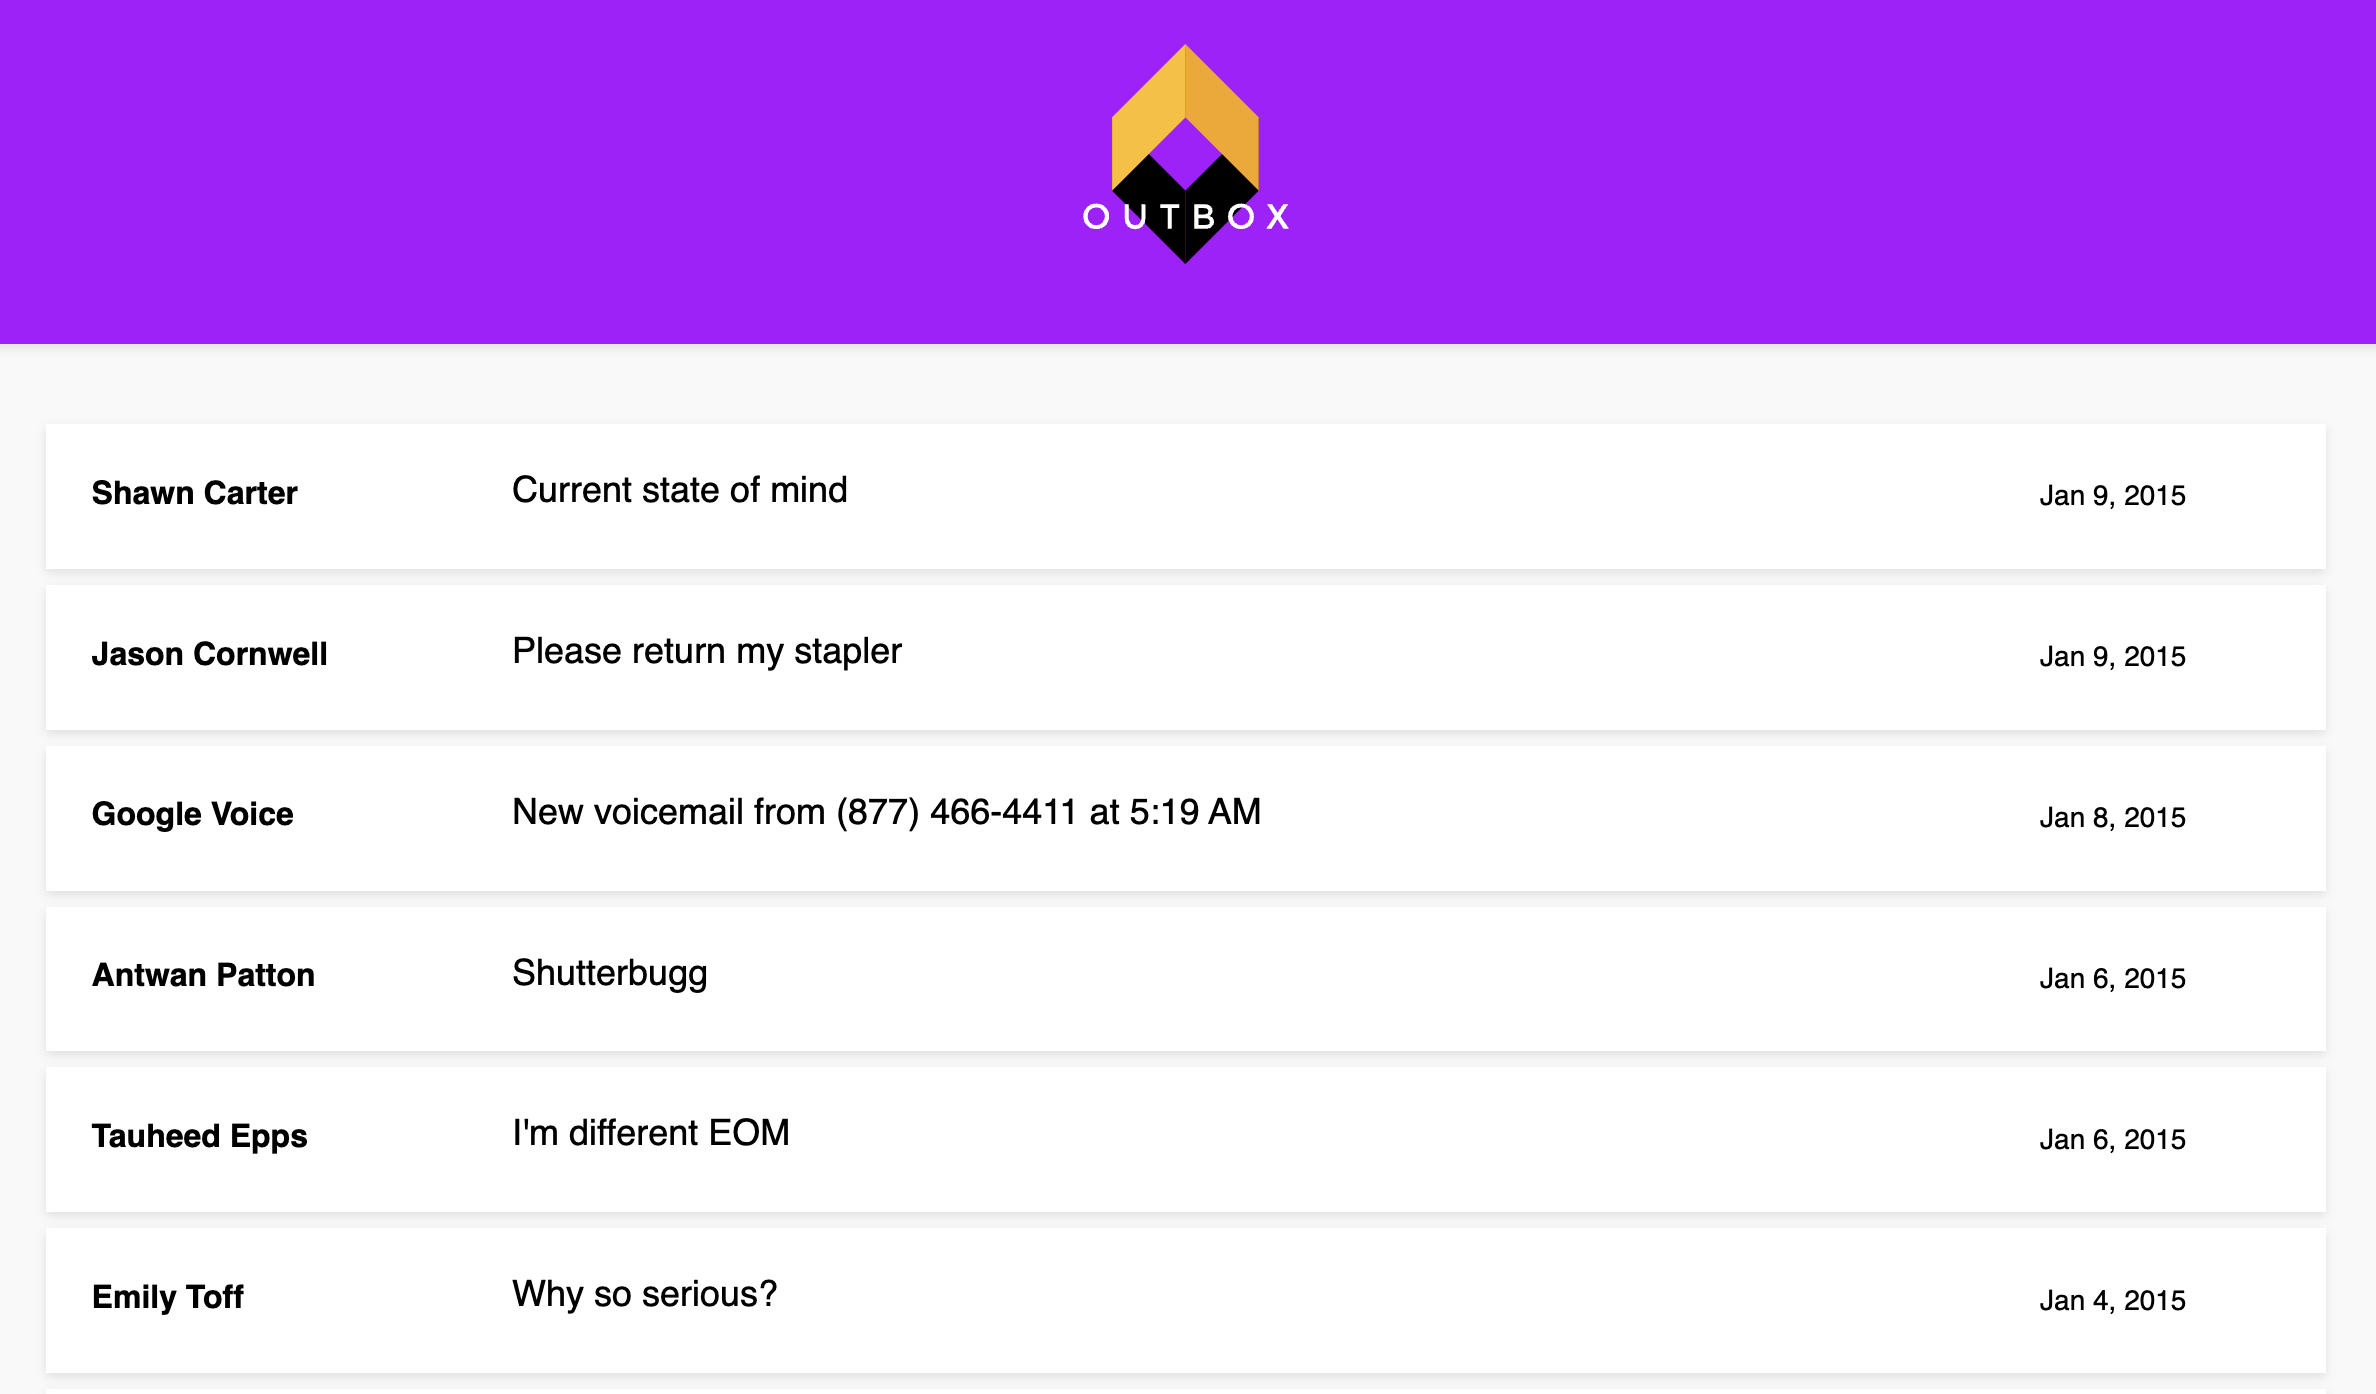 OUTBOX
Shawn Carter Current state of mind Jan 9, 2015
Jason Cornwell Please return my stapler Jan 9, 2015
Google Voice New voicemail from (877) 466-4411 at 5:19 AM Jan 8, 2015
Antwan Patton Shutterbugg Jan 6, 2015
Tauheed Epps I'm different EOM Jan 6, 2015
Emily Toff Why so serious? Jan 4, 2015